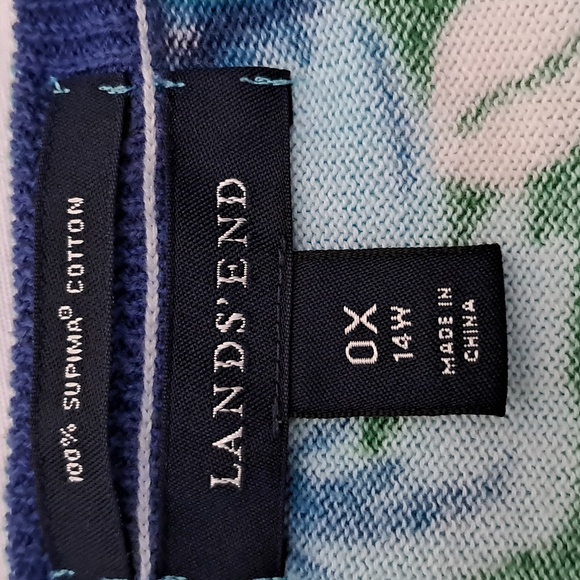 100% SUPIMA® COTTON
LANDS' END
0X
14W
MADE IN
CHINA